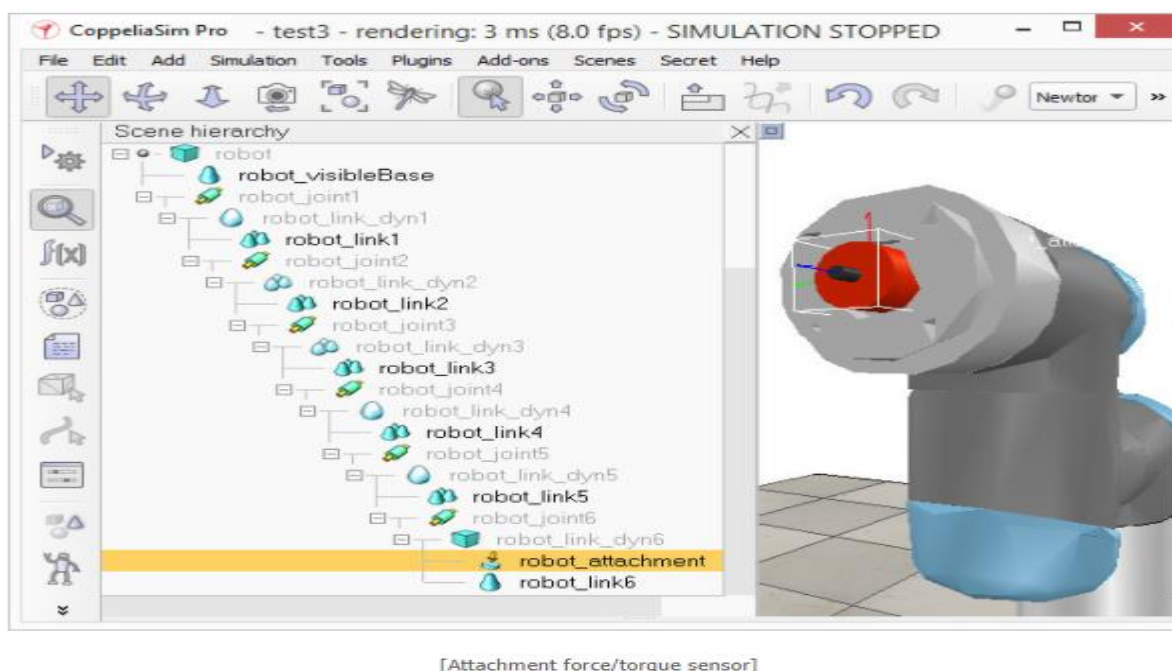 CoppeliaSim Pro - test3 - rendering: 3 ms (8.0 fps) - SIMULATION STOPPED
File Edit Add Simulation Tools Plugins Add-ons Scenes Secret Help
Newtor
Scene hierarchy
robot
robot_visibleBase
robot_joint1
robot_link_dyn1
robot_link1
robot_joint2
robot_link_dyn2
robot_link2
robot_joint3
robot_link_dyn3
robot_link3
robot_joint4
robot_link_dyn4
robot_link4
robot_joint5
robot_link_dyn5
robot_link5
robot_joint6
robot_link_dyn6
robot_attachment
robot_link6
f(x)
[Attachment force/torque sensor]